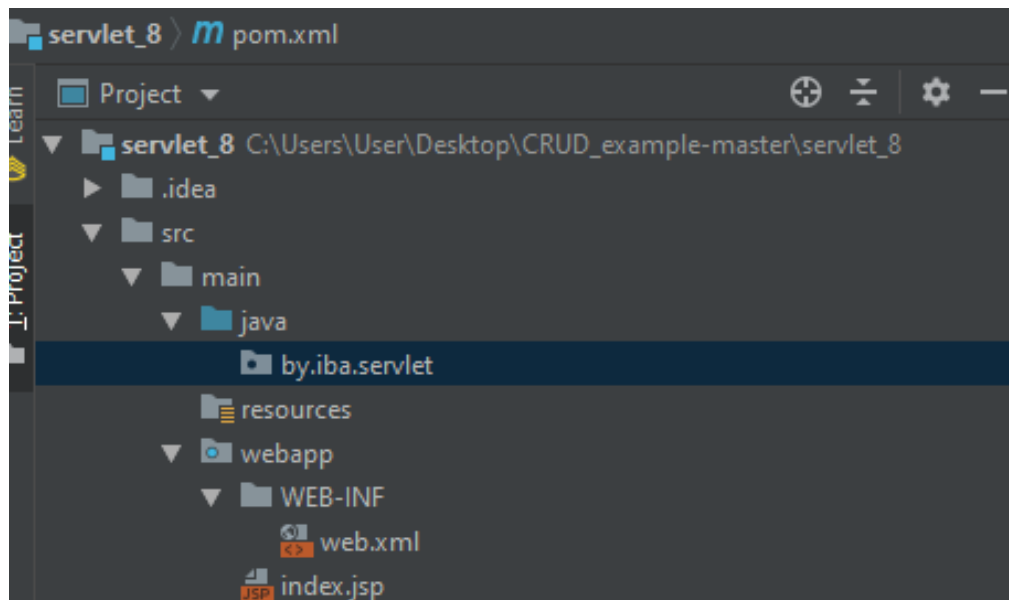 servlet_8 m pom.xml
Project
Learn
servlet_8 C:\Users\User\Desktop\CRUD_example-master\servlet_8
.idea
src
1: Project
main
java
by.iba.servlet
resources
webapp
WEB-INF
web.xml
JSP index.jsp